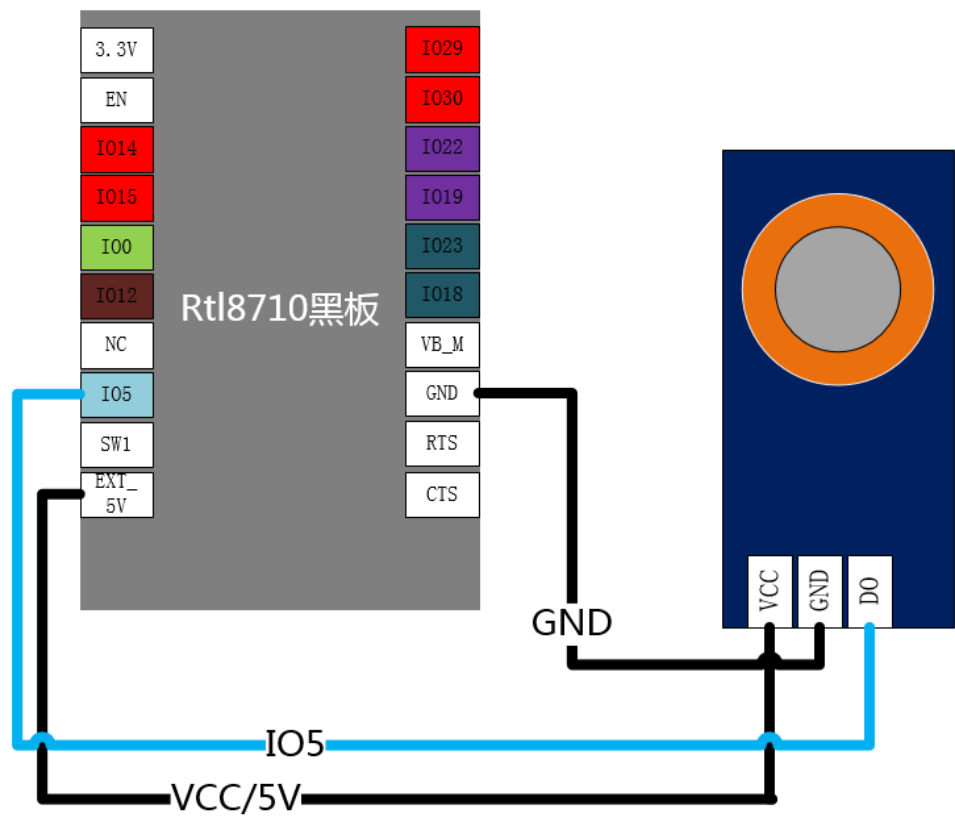 3.3V
EN
IO14
IO15
IO0
IO12
NC
IO5
SW1
EXT_
5V
Rtl8710黑板
IO29
IO30
IO22
IO19
IO23
IO18
VB_M
GND
RTS
CTS
VCC
GND
DO
GND
IO5
VCC/5V